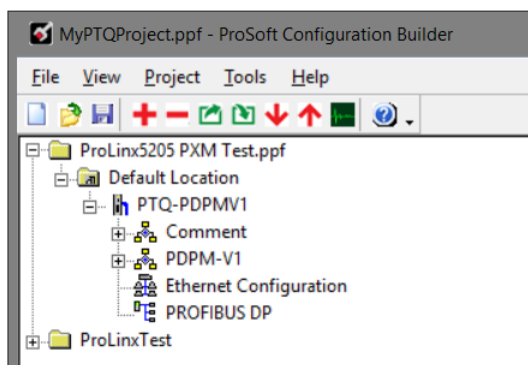 MyPTQProject.ppf - ProSoft Configuration Builder
File View Project Tools Help
ProLinx5205 PXM Test.ppf
Default Location
PTQ-PDPMV1
Comment
PDPM-V1
Ethernet Configuration
PROFIBUS DP
ProLinxTest